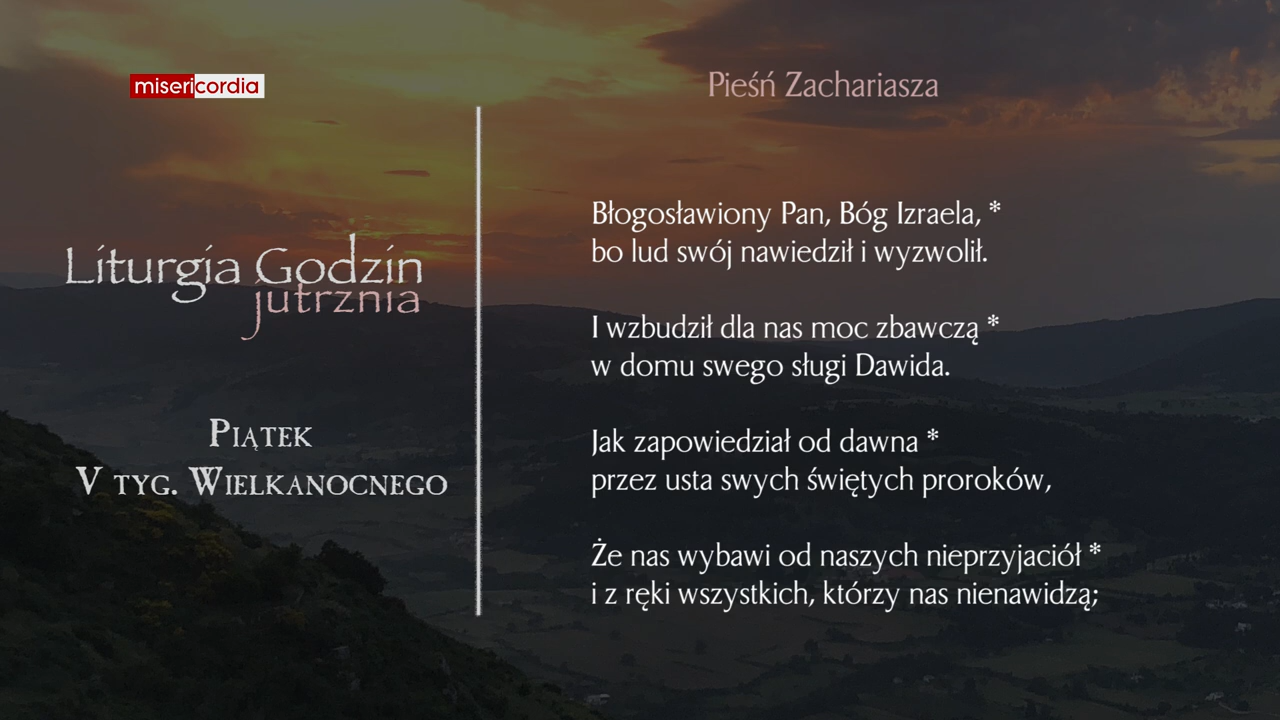 misericordia
Liturgia Godzin
jutrznia
Piątek
V tyg. Wielkanocnego
Pieśń Zachariasza
Błogosławiony Pan, Bóg Izraela, *
bo lud swój nawiedził i wyzwolił.
I wzbudził dla nas moc zbawczą *
w domu swego sługi Dawida.
Jak zapowiedział od dawna *
przez usta swych świętych proroków,
Że nas wybawi od naszych nieprzyjaciół *
i z ręki wszystkich, którzy nas nienawidzą;